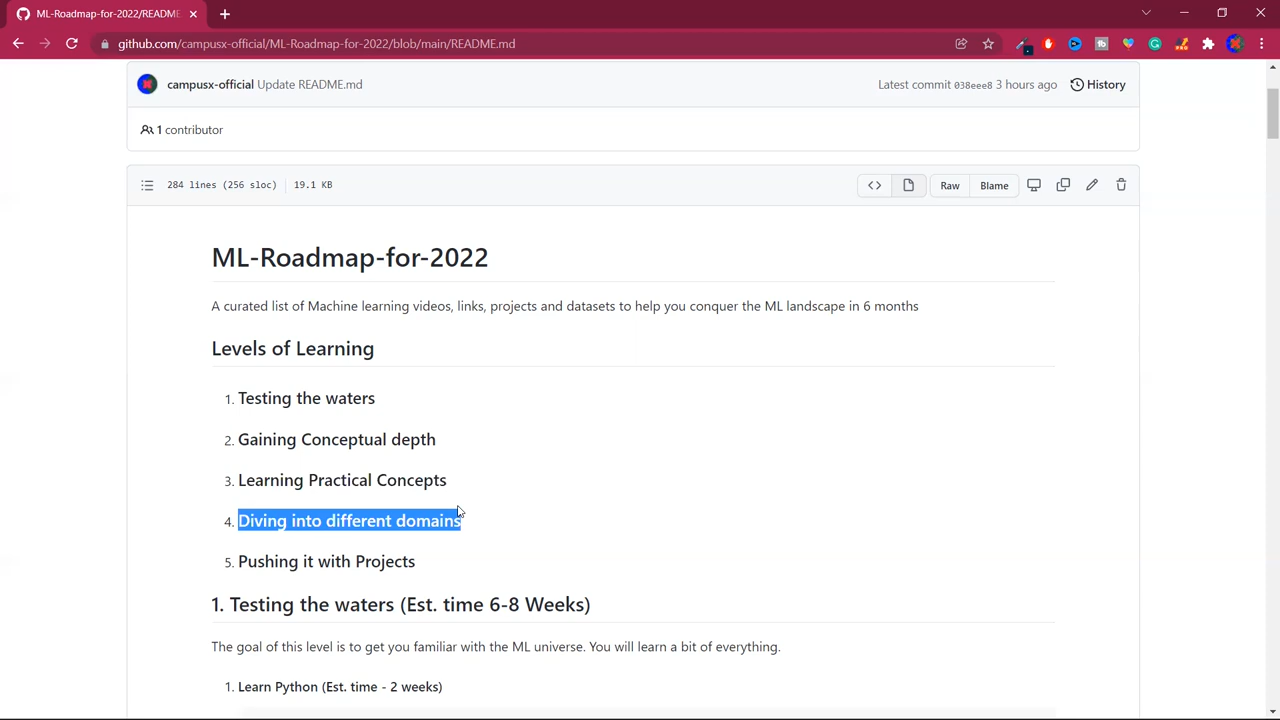 ML-Roadmap-for-2022/README
github.com/campusx-official/ML-Roadmap-for-2022/blob/main/README.md
campusx-official Update README.md
Latest commit 038eee8 3 hours ago History
1 contributor
284 lines (256 sloc) 19.1 KB
Raw Blame
ML-Roadmap-for-2022
A curated list of Machine learning videos, links, projects and datasets to help you conquer the ML landscape in 6 months
Levels of Learning
1. Testing the waters
2. Gaining Conceptual depth
3. Learning Practical Concepts
4. Diving into different domains
5. Pushing it with Projects
1. Testing the waters (Est. time 6-8 Weeks)
The goal of this level is to get you familiar with the ML universe. You will learn a bit of everything.
1. Learn Python (Est. time - 2 weeks)